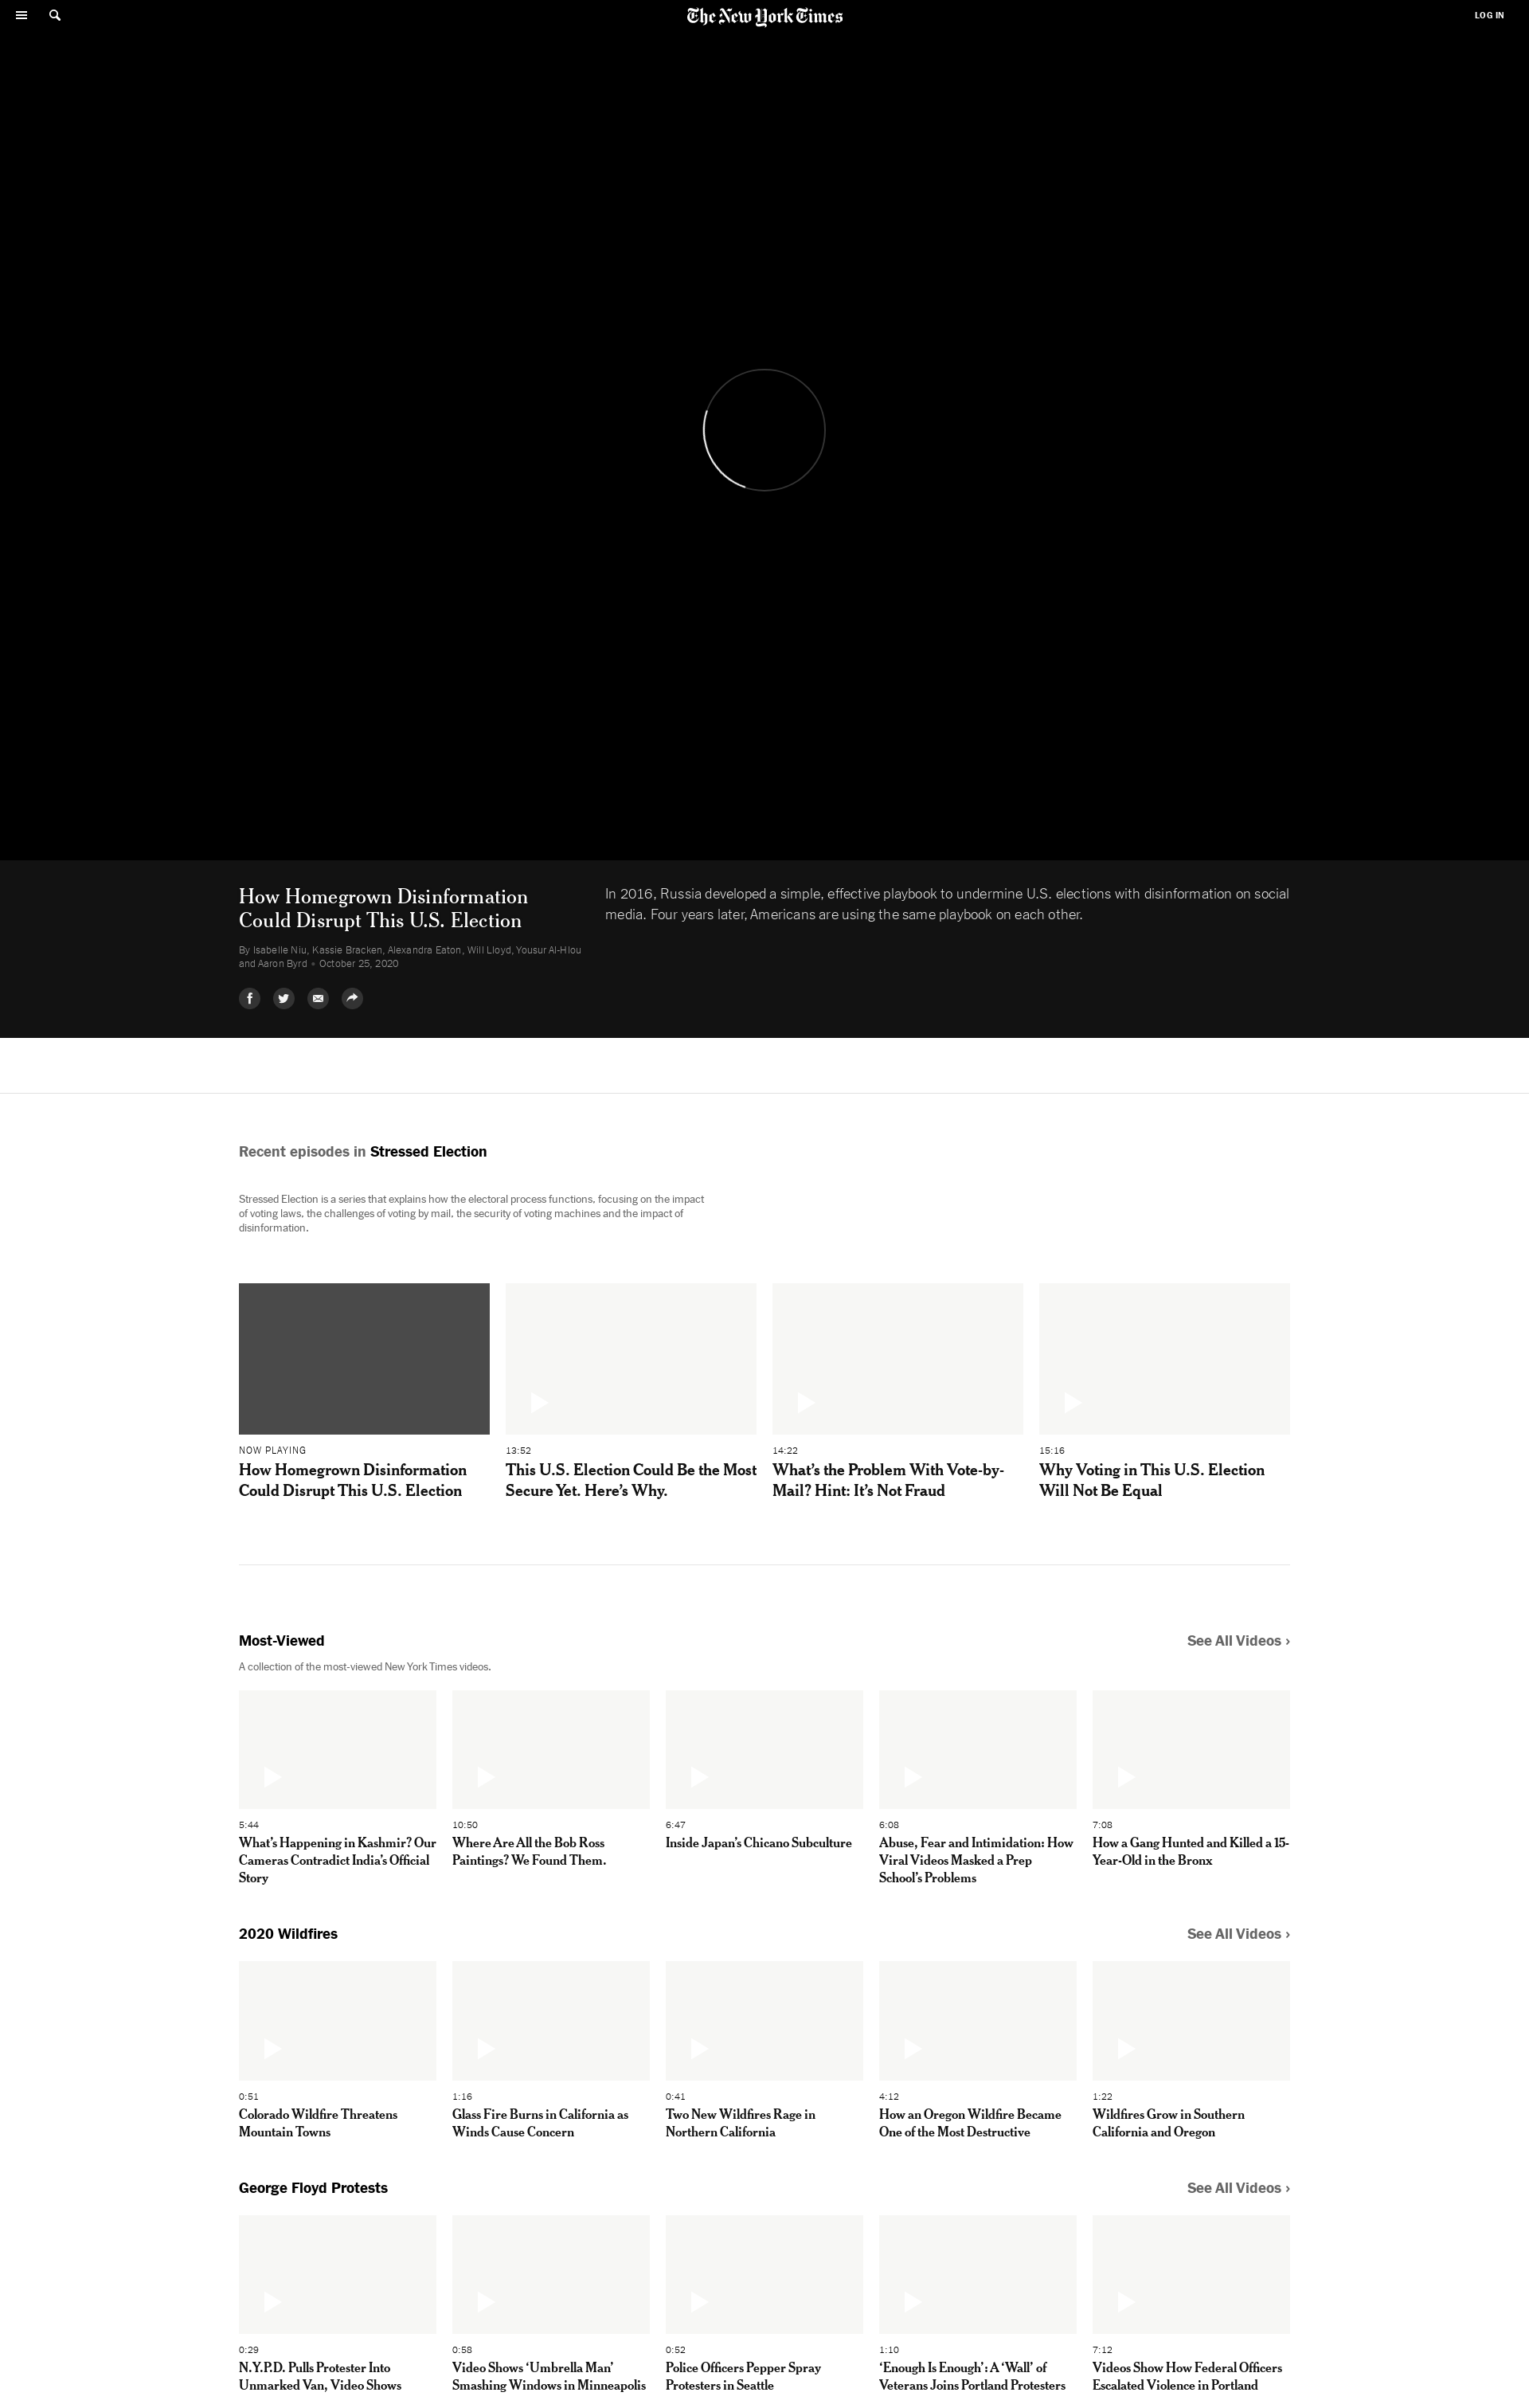 The New York Times
LOG IN
How Homegrown Disinformation
Could Disrupt This U.S. Election
By Isabelle Niu, Kassie Bracken, Alexandra Eaton, Will Lloyd, Yousur Al-Hlou
and Aaron Byrd • October 25, 2020
In 2016, Russia developed a simple, effective playbook to undermine U.S. elections with disinformation on social
media. Four years later, Americans are using the same playbook on each other.
Recent episodes in Stressed Election
Stressed Election is a series that explains how the electoral process functions, focusing on the impact
of voting laws, the challenges of voting by mail, the security of voting machines and the impact of
disinformation.
NOW PLAYING
How Homegrown Disinformation
Could Disrupt This U.S. Election
13:52
This U.S. Election Could Be the Most
Secure Yet. Here’s Why.
14:22
What’s the Problem With Vote-by-
Mail? Hint: It’s Not Fraud
15:16
Why Voting in This U.S. Election
Will Not Be Equal
Most-Viewed
See All Videos ›
A collection of the most-viewed New York Times videos.
5:44
What’s Happening in Kashmir? Our
Cameras Contradict India’s Official
Story
10:50
Where Are All the Bob Ross
Paintings? We Found Them.
6:47
Inside Japan’s Chicano Subculture
6:08
Abuse, Fear and Intimidation: How
Viral Videos Masked a Prep
School’s Problems
7:08
How a Gang Hunted and Killed a 15-
Year-Old in the Bronx
2020 Wildfires
See All Videos ›
0:51
Colorado Wildfire Threatens
Mountain Towns
1:16
Glass Fire Burns in California as
Winds Cause Concern
0:41
Two New Wildfires Rage in
Northern California
4:12
How an Oregon Wildfire Became
One of the Most Destructive
1:22
Wildfires Grow in Southern
California and Oregon
George Floyd Protests
See All Videos ›
0:29
N.Y.P.D. Pulls Protester Into
Unmarked Van, Video Shows
0:58
Video Shows ‘Umbrella Man’
Smashing Windows in Minneapolis
0:52
Police Officers Pepper Spray
Protesters in Seattle
1:10
‘Enough Is Enough’: A ‘Wall’ of
Veterans Joins Portland Protesters
7:12
Videos Show How Federal Officers
Escalated Violence in Portland